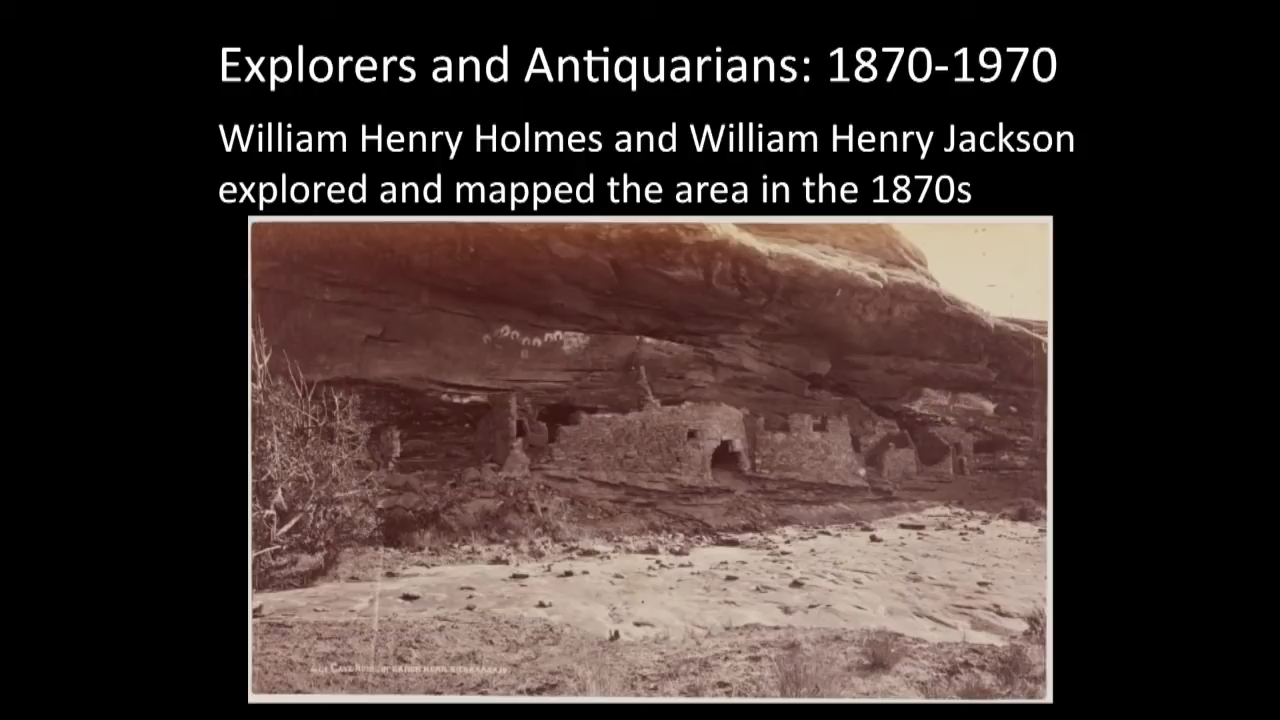 Explorers and Antiquarians: 1870-1970
William Henry Holmes and William Henry Jackson
explored and mapped the area in the 1870s
CAVE